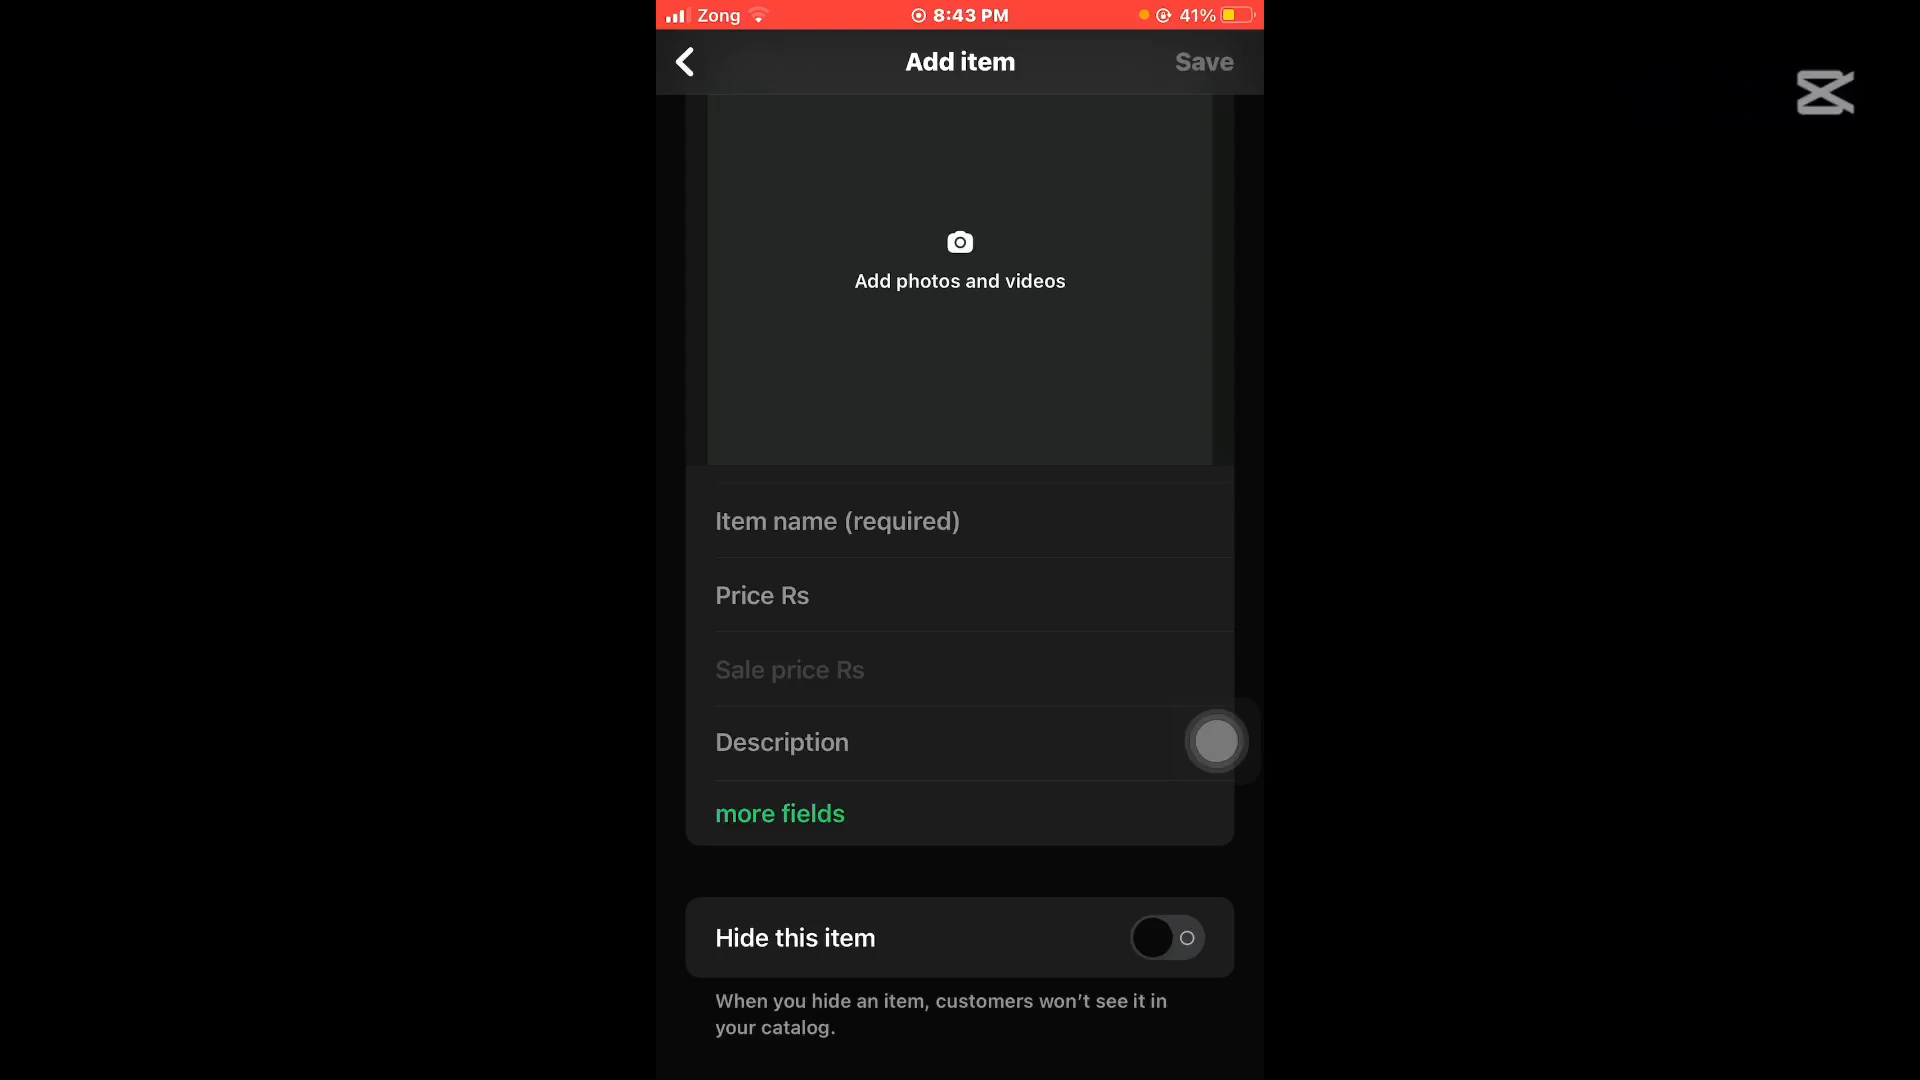 Zong 8:43 PM 41%
Add item Save
Add photos and videos
Item name (required)
Price Rs
Sale price Rs
Description
more fields
Hide this item
When you hide an item, customers won’t see it in
your catalog.